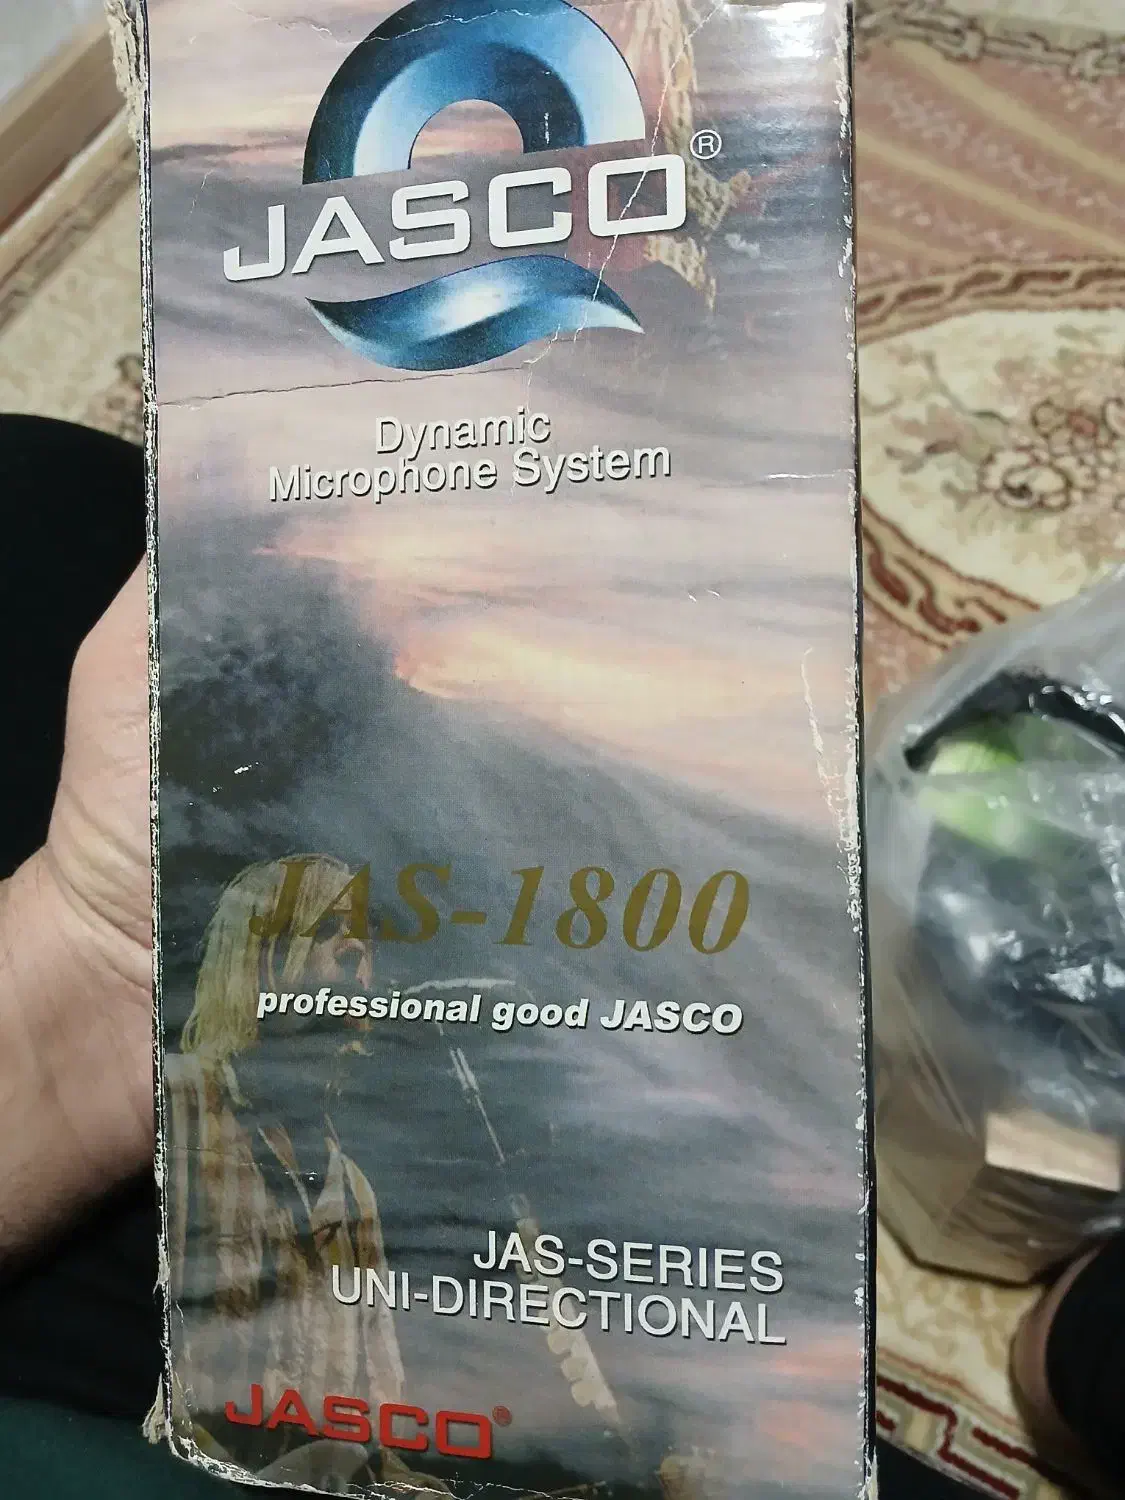 JASCO®
Dynamic
Microphone System
JAS-1800
professional good JASCO
JAS-SERIES
UNI-DIRECTIONAL
JASCO®